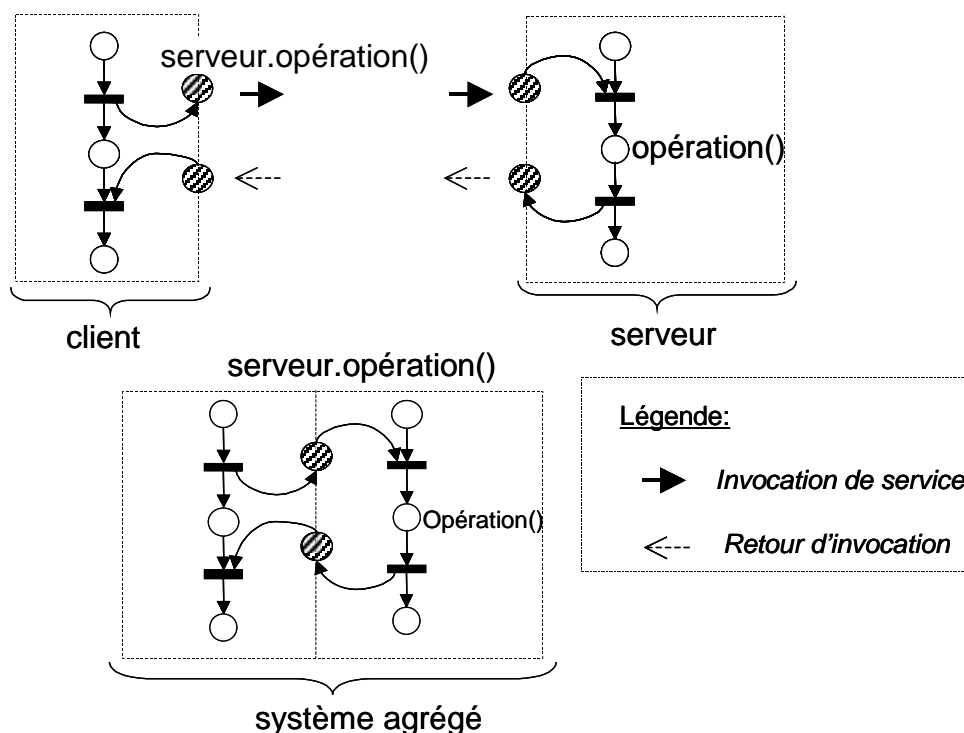 serveur.opération()
opération()
client
serveur
serveur.opération()
Légende:
Invocation de service
Opération()
Retour d'invocation
système agrégé